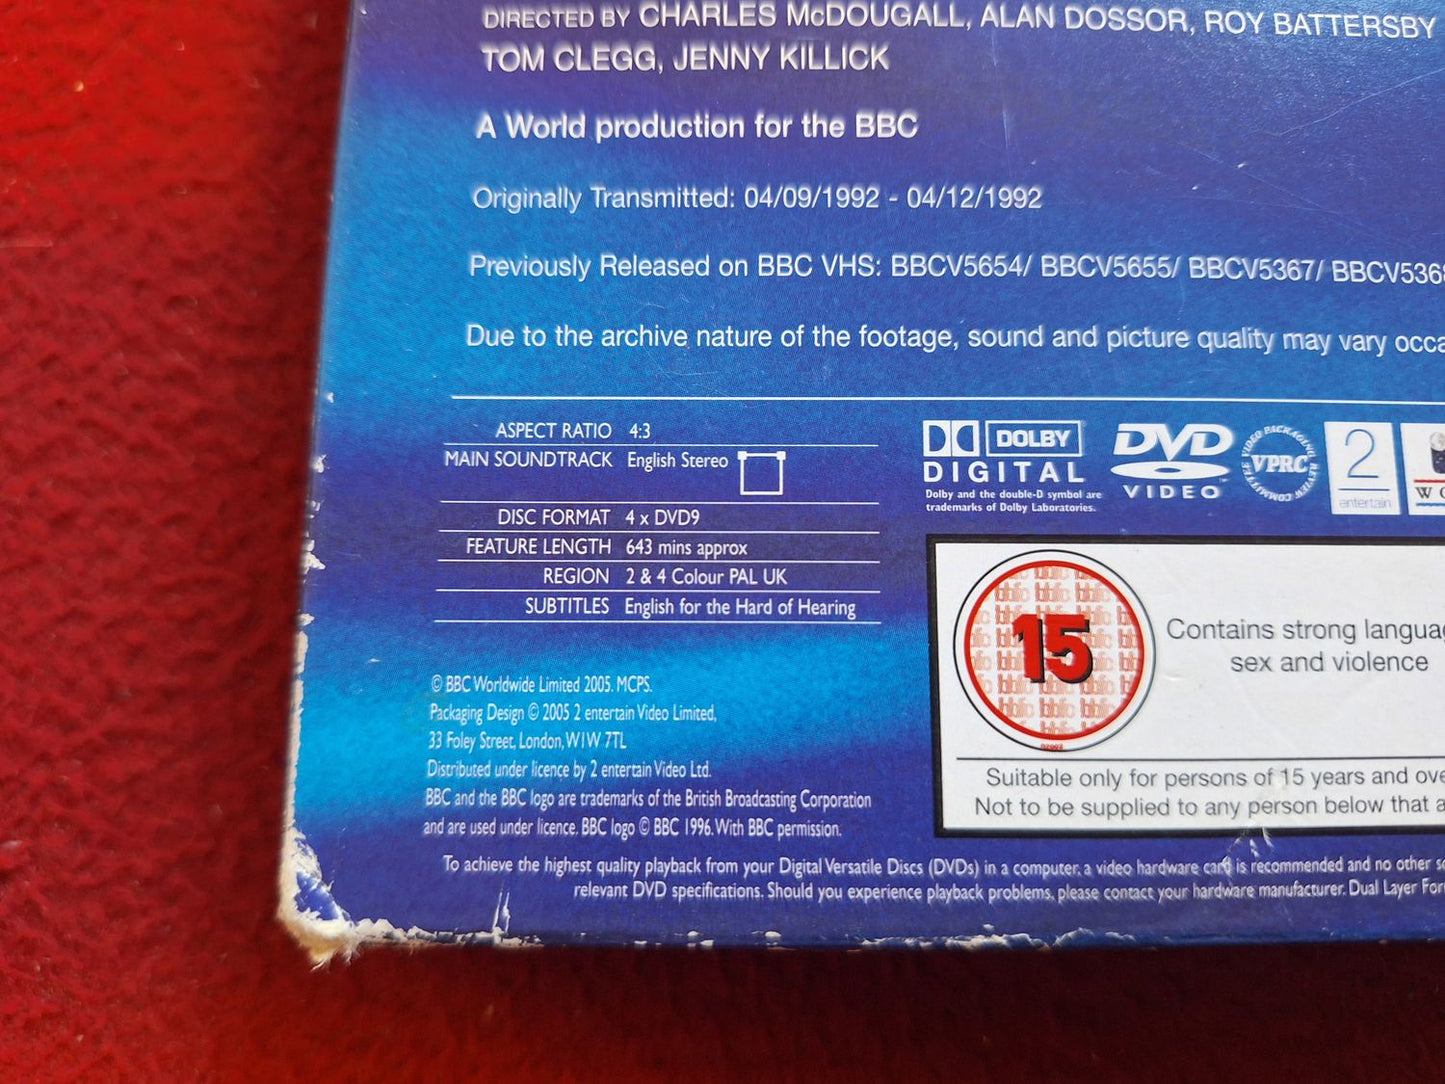 DIRECTED BY CHARLES McDOUGALL, ALAN DOSSOR, ROY BATTERSBY
TOM CLEGG, JENNY KILLICK
A World production for the BBC
Originally Transmitted: 04/09/1992 - 04/12/1992
Previously Released on BBC VHS: BBCV5654/ BBCV5655/ BBCV5367/ BBCV536
Due to the archive nature of the footage, sound and picture quality may vary occa
ASPECT RATIO 4:3
MAIN SOUNDTRACK English Stereo
DISC FORMAT 4 x DVD9
FEATURE LENGTH 643 mins approx
REGION 2 & 4 Colour PAL UK
SUBTITLES English for the Hard of Hearing
DOLBY
DIGITAL
Dolby and the double-D symbol are
trademarks of Dolby Laboratories.
DVD
VIDEO
VIDEO PACKAGING REVIEW COMMITTEE
VPRC
2
entertain
15
Contains strong languag
sex and violence
Suitable only for persons of 15 years and ove
Not to be supplied to any person below that a
© BBC Worldwide Limited 2005. MCPS.
Packaging Design © 2005 2 entertain Video Limited,
33 Foley Street, London, W1W 7TL
Distributed under licence by 2 entertain Video Ltd.
BBC and the BBC logo are trademarks of the British Broadcasting Corporation
and are used under licence. BBC logo © BBC 1996. With BBC permission.
To achieve the highest quality playback from your Digital Versatile Discs (DVDs) in a computer, a video hardware card is recommended and no other so
relevant DVD specifications. Should you experience playback problems, please contact your hardware manufacturer. Dual Layer For